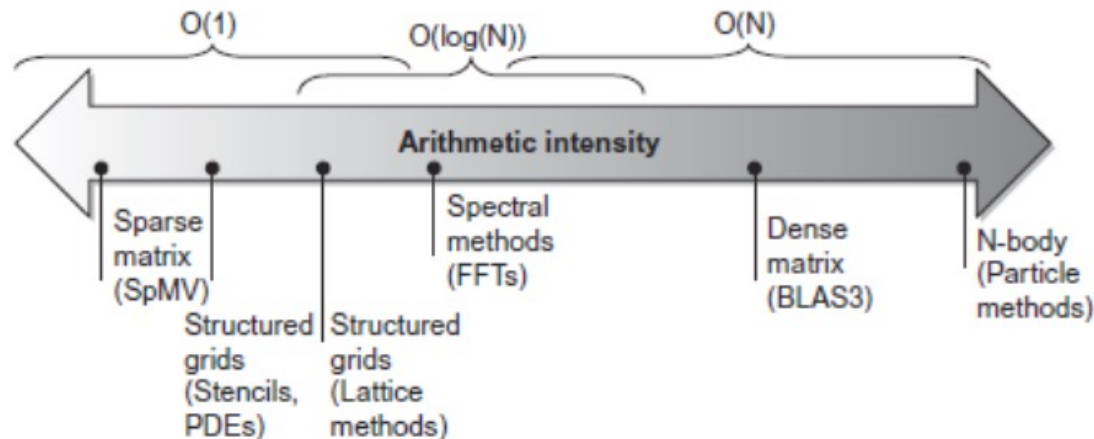 O(1)
O(log(N))
O(N)
Arithmetic intensity
Sparse
matrix
(SpMV)
Structured
grids
(Stencils,
PDEs)
Structured
grids
(Lattice
methods)
Spectral
methods
(FFTs)
Dense
matrix
(BLAS3)
N-body
(Particle
methods)